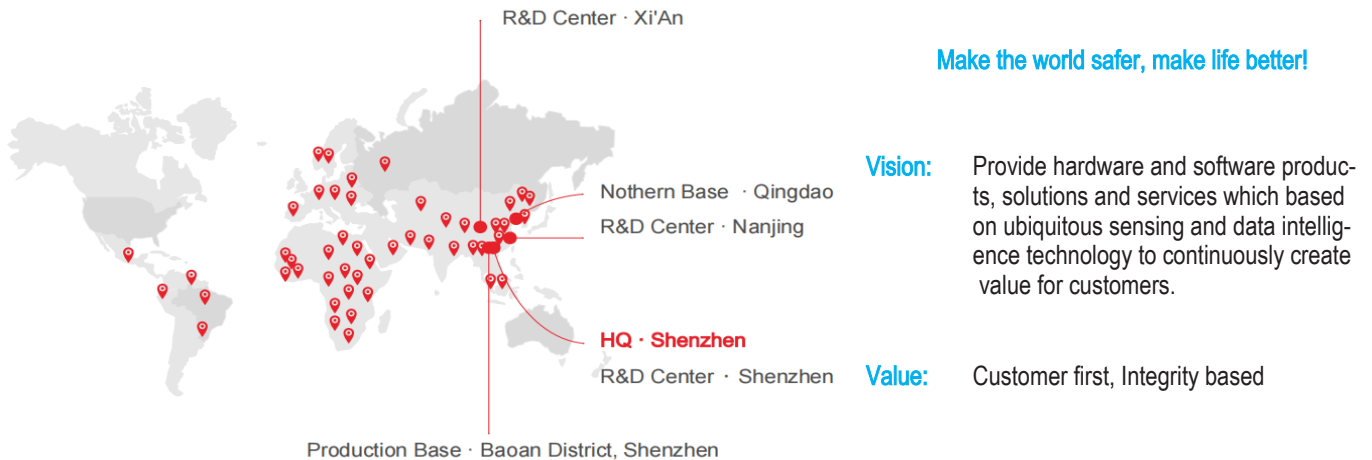 R&D Center · Xi'An
Make the world safer, make life better!
Vision:
Provide hardware and software produc-
ts, solutions and services which based
on ubiquitous sensing and data intellig-
ence technology to continuously create
value for customers.
Nothern Base · Qingdao
R&D Center · Nanjing
HQ · Shenzhen
R&D Center · Shenzhen
Value:
Customer first, Integrity based
Production Base · Baoan District, Shenzhen